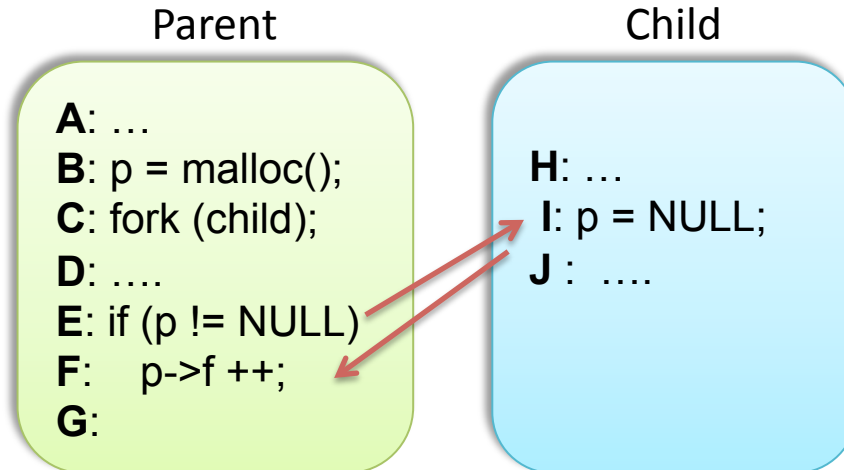 Parent
A: …
B: p = malloc();
C: fork (child);
D: ….
E: if (p != NULL)
F: p->f ++;
G:
Child
H: …
I: p = NULL;
J : ….